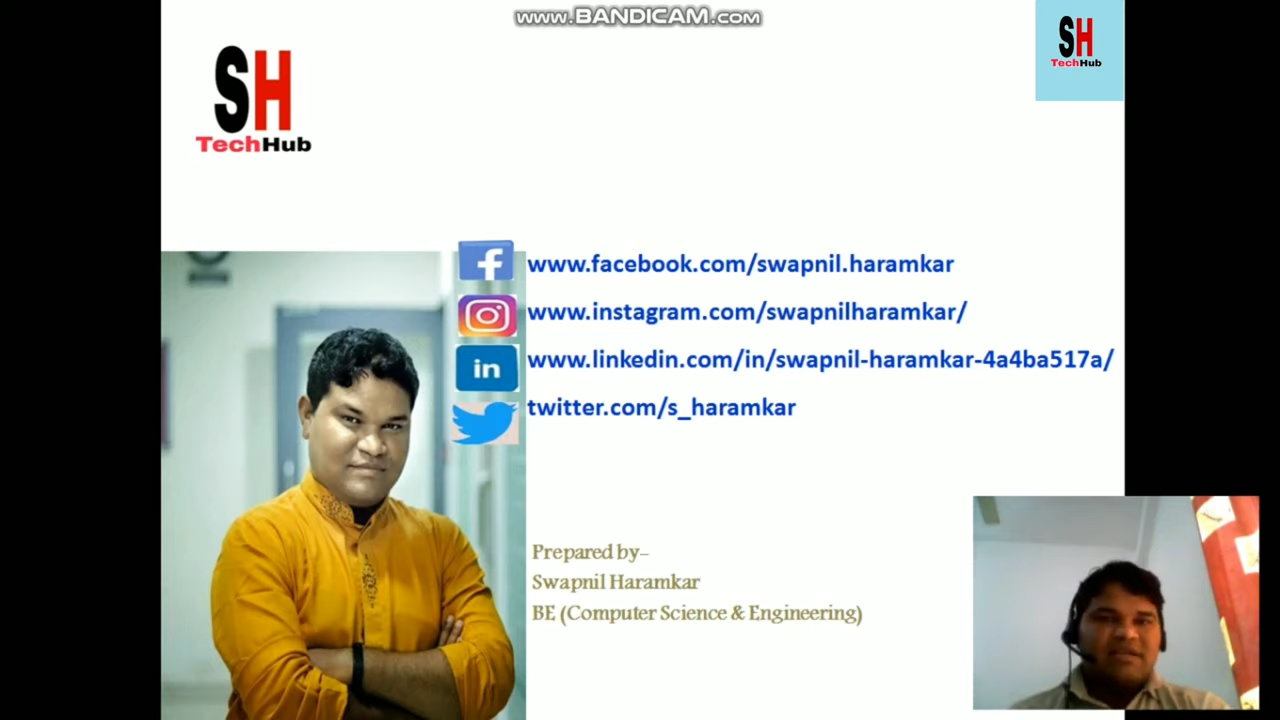 www.BANDICAM.com
SH
TechHub
SH
TechHub
www.facebook.com/swapnil.haramkar
www.instagram.com/swapnilharamkar/
in
www.linkedin.com/in/swapnil-haramkar-4a4ba517a/
twitter.com/s_haramkar
Prepared by–
Swapnil Haramkar
BE (Computer Science & Engineering)